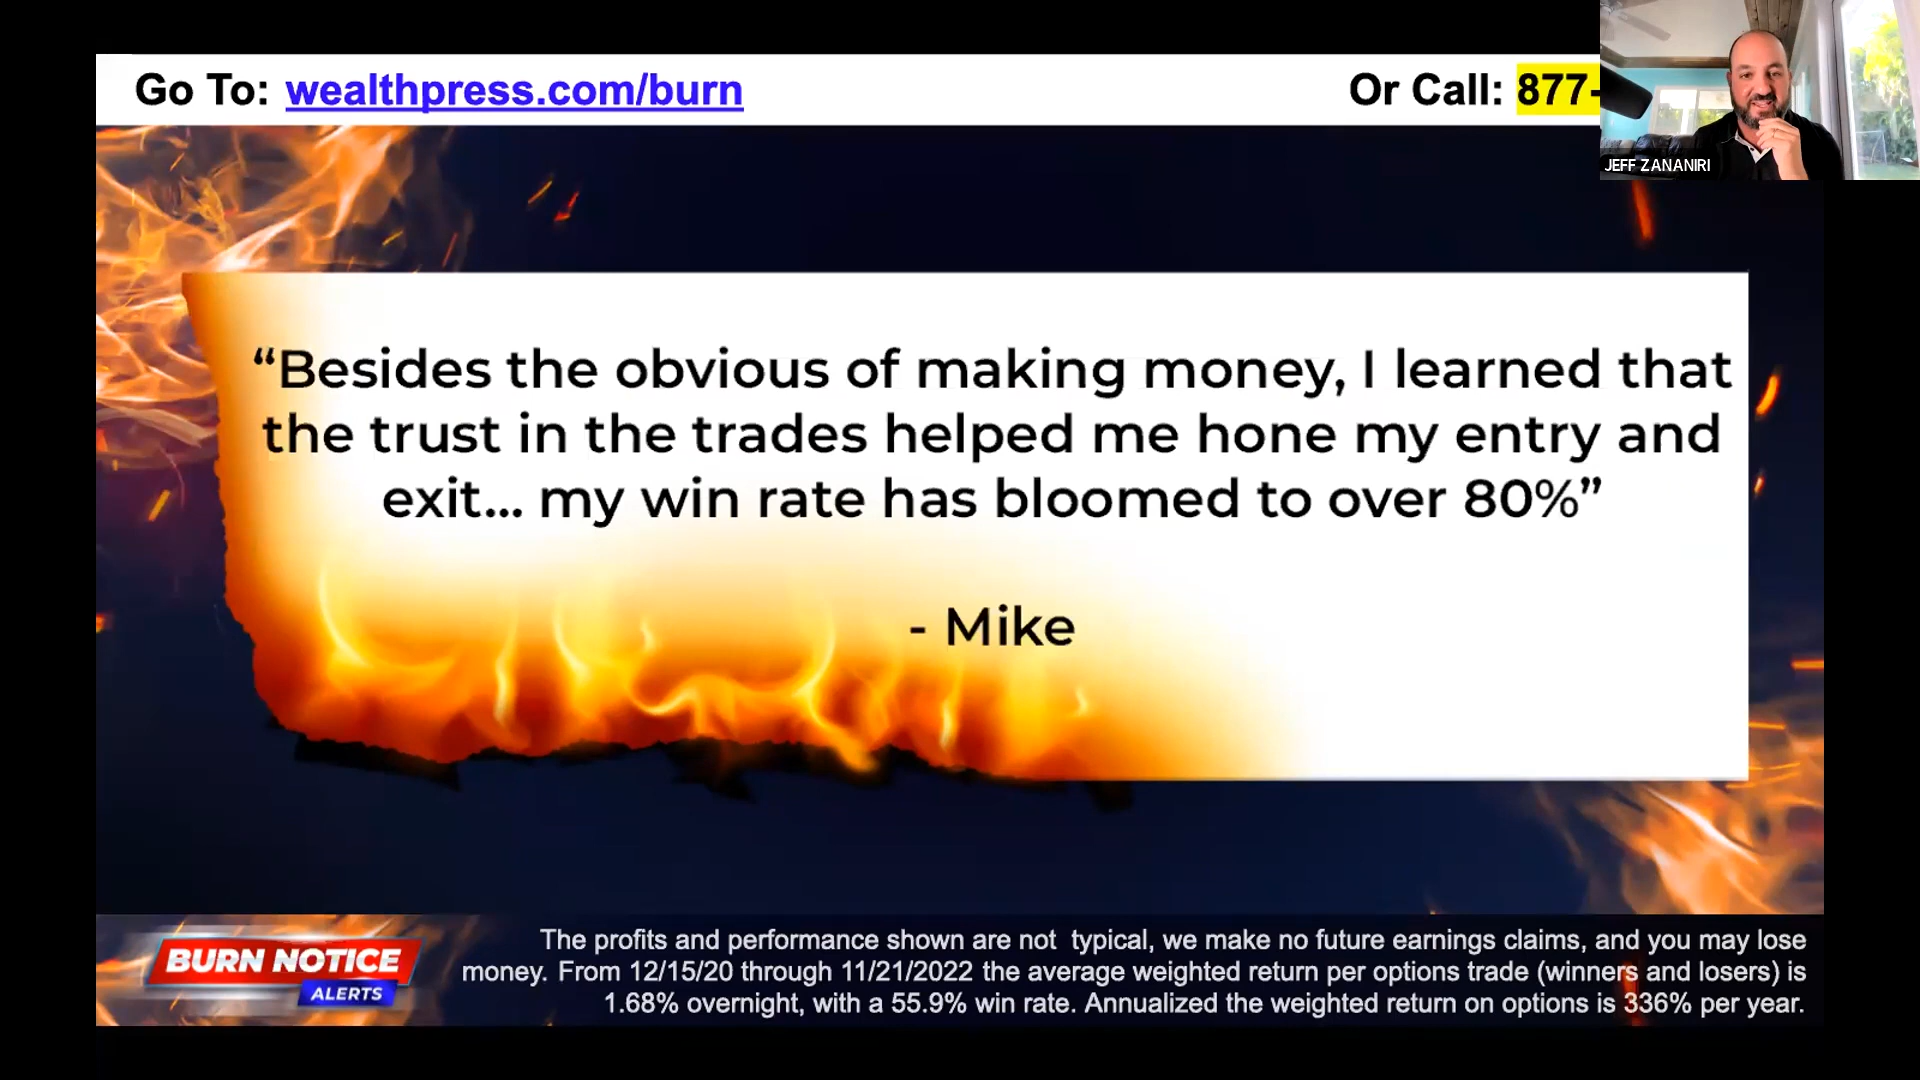 Go To: wealthpress.com/burn
Or Call: 877-
JEFF ZANANIRI
“Besides the obvious of making money, I learned that
the trust in the trades helped me hone my entry and
exit... my win rate has bloomed to over 80%”
- Mike
BURN NOTICE
ALERTS
The profits and performance shown are not typical, we make no future earnings claims, and you may lose
money. From 12/15/20 through 11/21/2022 the average weighted return per options trade (winners and losers) is
1.68% overnight, with a 55.9% win rate. Annualized the weighted return on options is 336% per year.